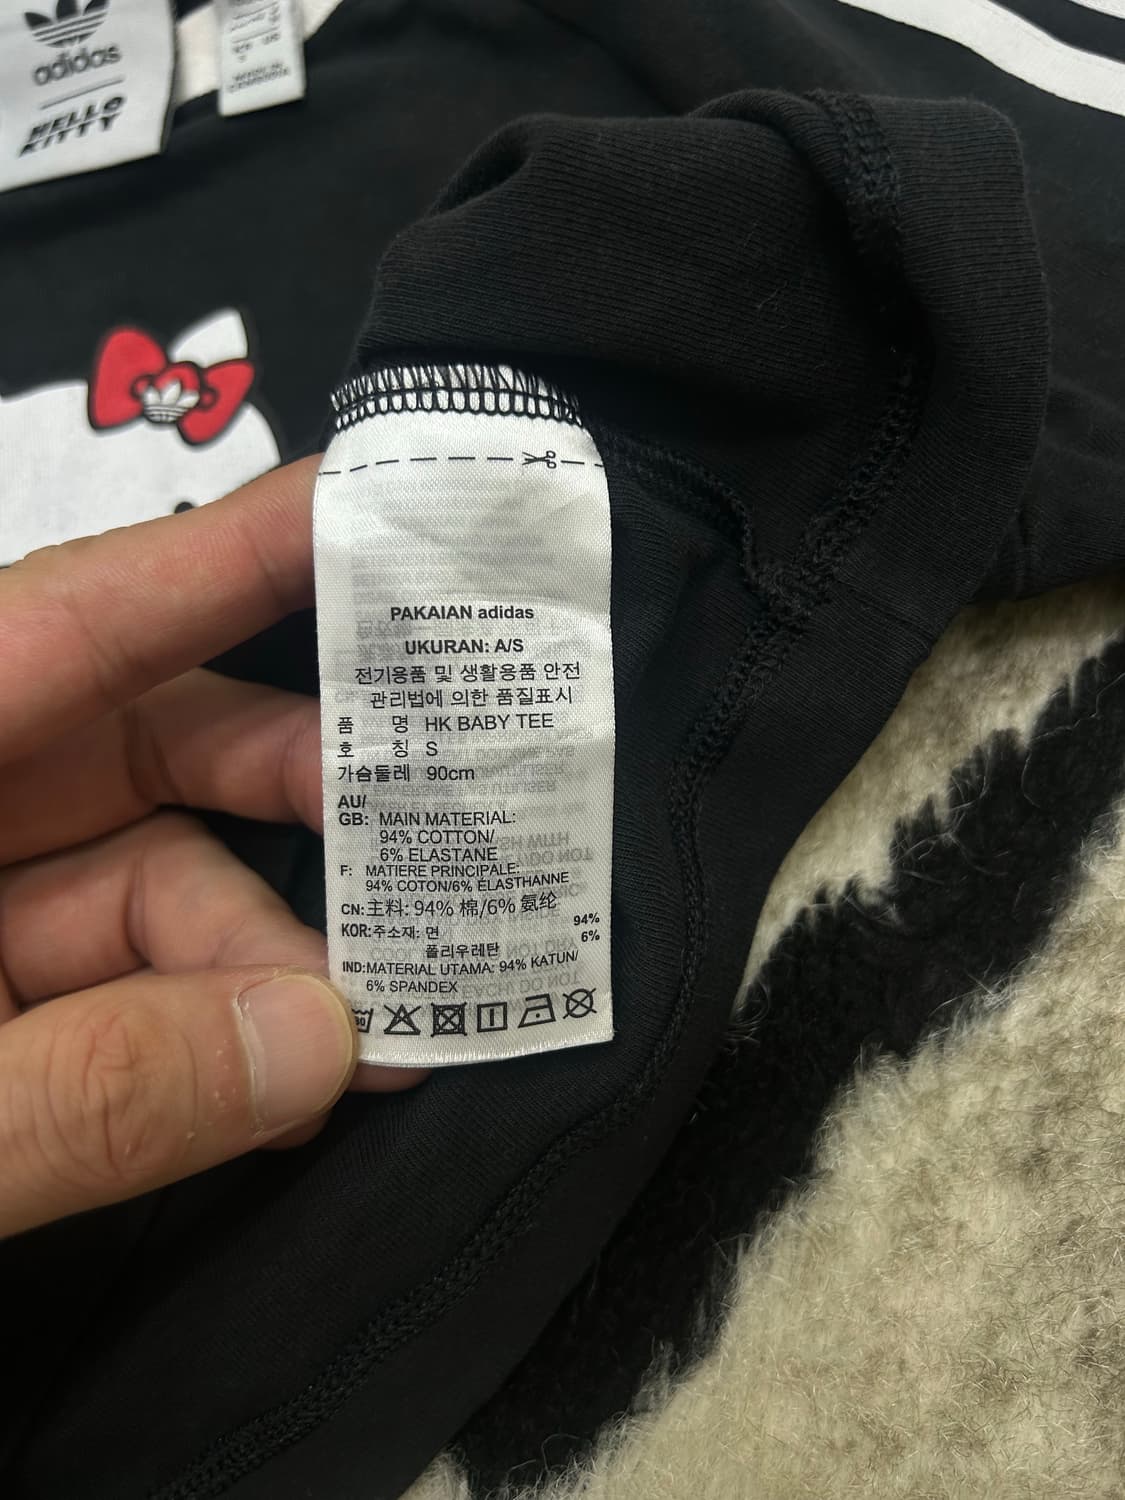 adidas
HELLO
KITTY
MADE IN
CAMBODIA
PAKAIAN adidas
UKURAN: A/S
전기용품 및 생활용품 안전
관리법에 의한 품질표시
품 명 HK BABY TEE
호 칭 S
가슴둘레 90cm
AU/
GB: MAIN MATERIAL:
94% COTTON/
6% ELASTANE
F: MATIERE PRINCIPALE:
94% COTON/6% ÉLASTHANNE
CN:主料: 94% 棉/6% 氨纶
KOR:주소재: 면 94%
폴리우레탄 6%
IND:MATERIAL UTAMA: 94% KATUN/
6% SPANDEX
30